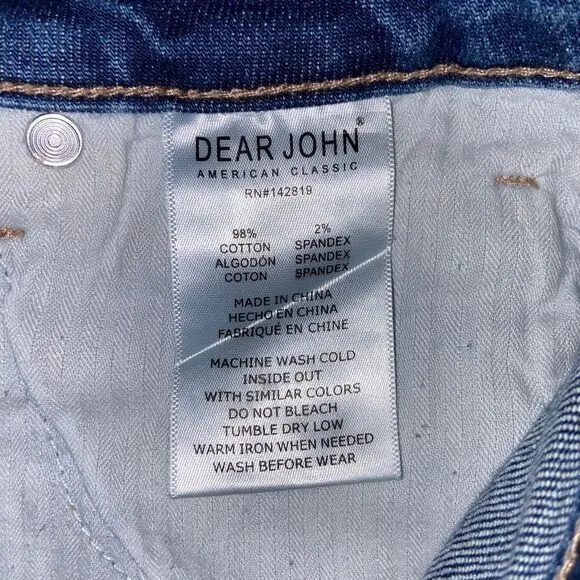 DEAR JOHN®
AMERICAN CLASSIC
RN#142819
98% 2%
COTTON SPANDEX
ALGODÓN SPANDEX
COTON SPANDEX
MADE IN CHINA
HECHO EN CHINA
FABRIQUÉ EN CHINE
MACHINE WASH COLD
INSIDE OUT
WITH SIMILAR COLORS
DO NOT BLEACH
TUMBLE DRY LOW
WARM IRON WHEN NEEDED
WASH BEFORE WEAR